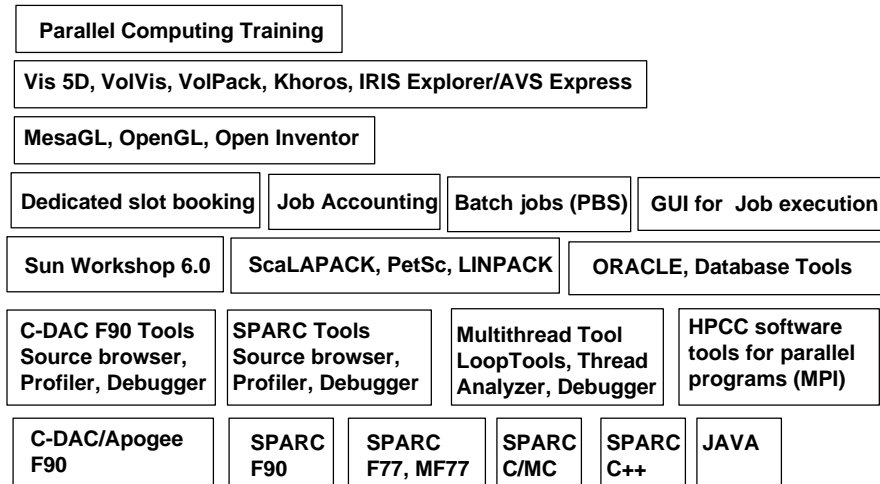 Parallel Computing Training
Vis 5D, VolVis, VolPack, Khoros, IRIS Explorer/AVS Express
MesaGL, OpenGL, Open Inventor
Dedicated slot booking
Job Accounting
Batch jobs (PBS)
GUI for Job execution
Sun Workshop 6.0
ScaLAPACK, PetSc, LINPACK
ORACLE, Database Tools
C-DAC F90 Tools
Source browser,
Profiler, Debugger
SPARC Tools
Source browser,
Profiler, Debugger
Multithread Tool
LoopTools, Thread
Analyzer, Debugger
HPCC software
tools for parallel
programs (MPI)
C-DAC/Apogee
F90
SPARC
F90
SPARC
F77, MF77
SPARC
C/MC
SPARC
C++
JAVA